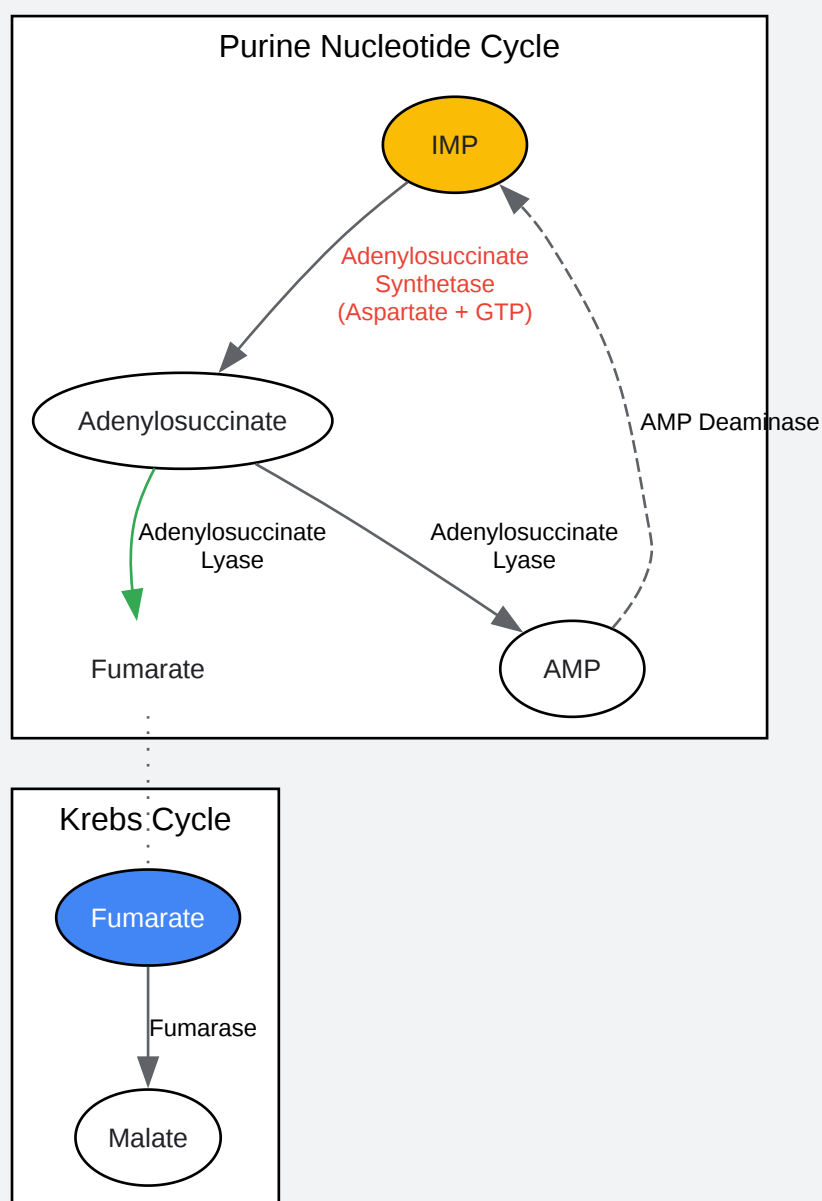 Purine Nucleotide Cycle
IMP
Adenylosuccinate
Synthetase
(Aspartate + GTP)
Adenylosuccinate
AMP Deaminase
Adenylosuccinate
Lyase
Adenylosuccinate
Lyase
Fumarate
AMP
Krebs Cycle
Fumarate
Fumarase
Malate